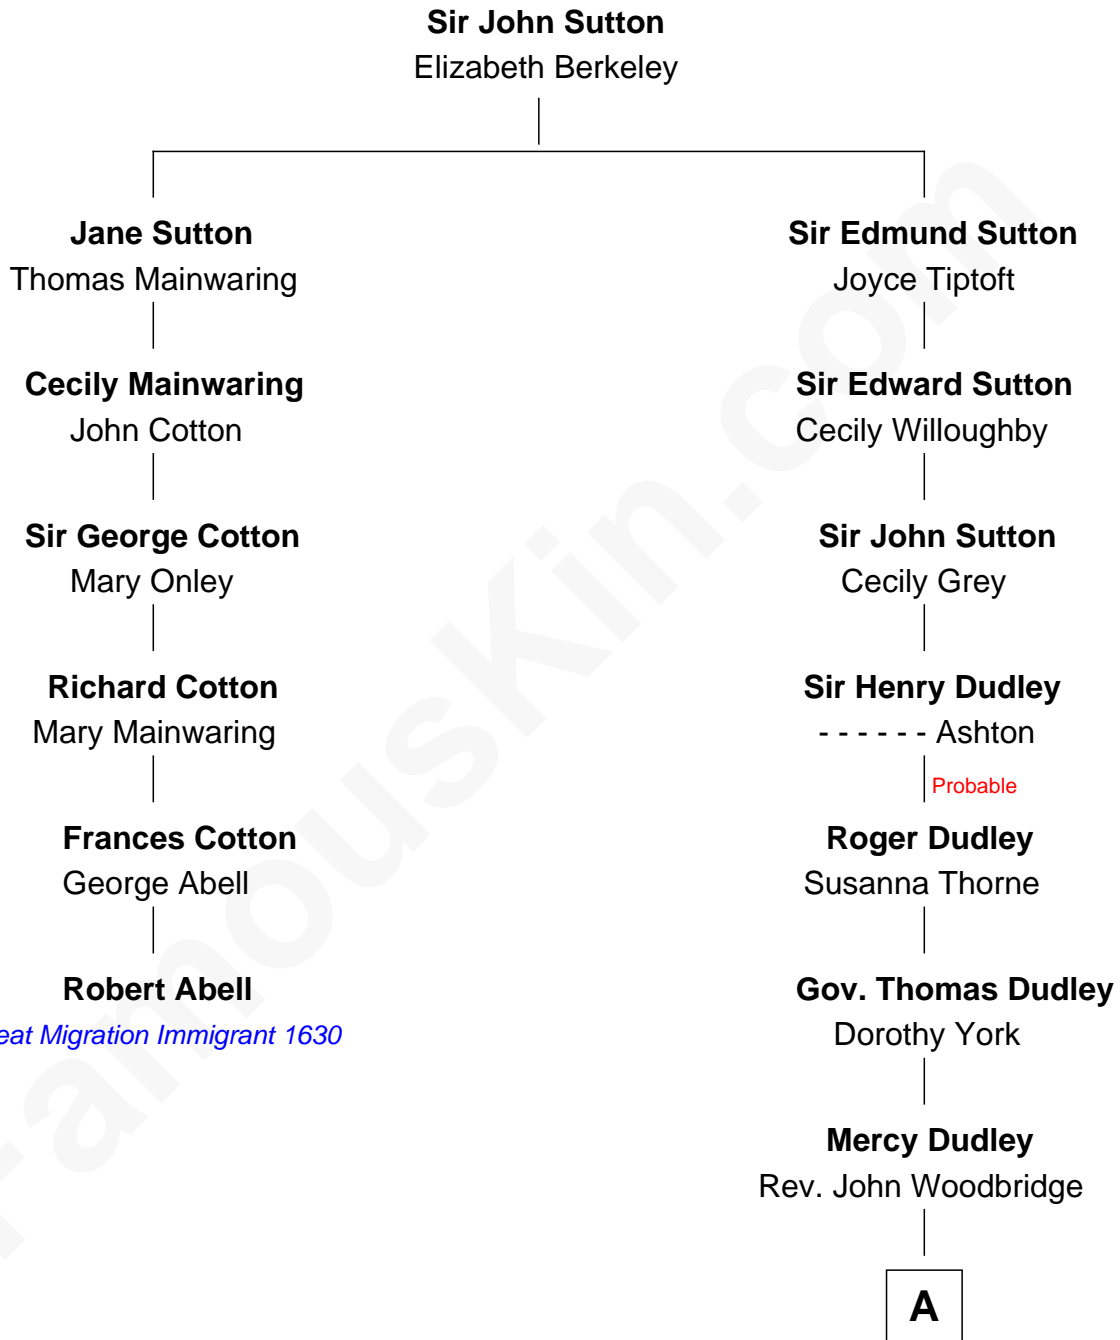 Sir John Sutton
Elizabeth Berkeley
Jane Sutton
Thomas Mainwaring
Sir Edmund Sutton
Joyce Tiptoft
Cecily Mainwaring
John Cotton
Sir Edward Sutton
Cecily Willoughby
Sir George Cotton
Mary Onley
Sir John Sutton
Cecily Grey
Richard Cotton
Mary Mainwaring
Sir Henry Dudley
- - - - - - Ashton
Probable
Frances Cotton
George Abell
Roger Dudley
Susanna Thorne
Robert Abell
eat Migration Immigrant 1630
Gov. Thomas Dudley
Dorothy York
Mercy Dudley
Rev. John Woodbridge
A
FamousKin.com